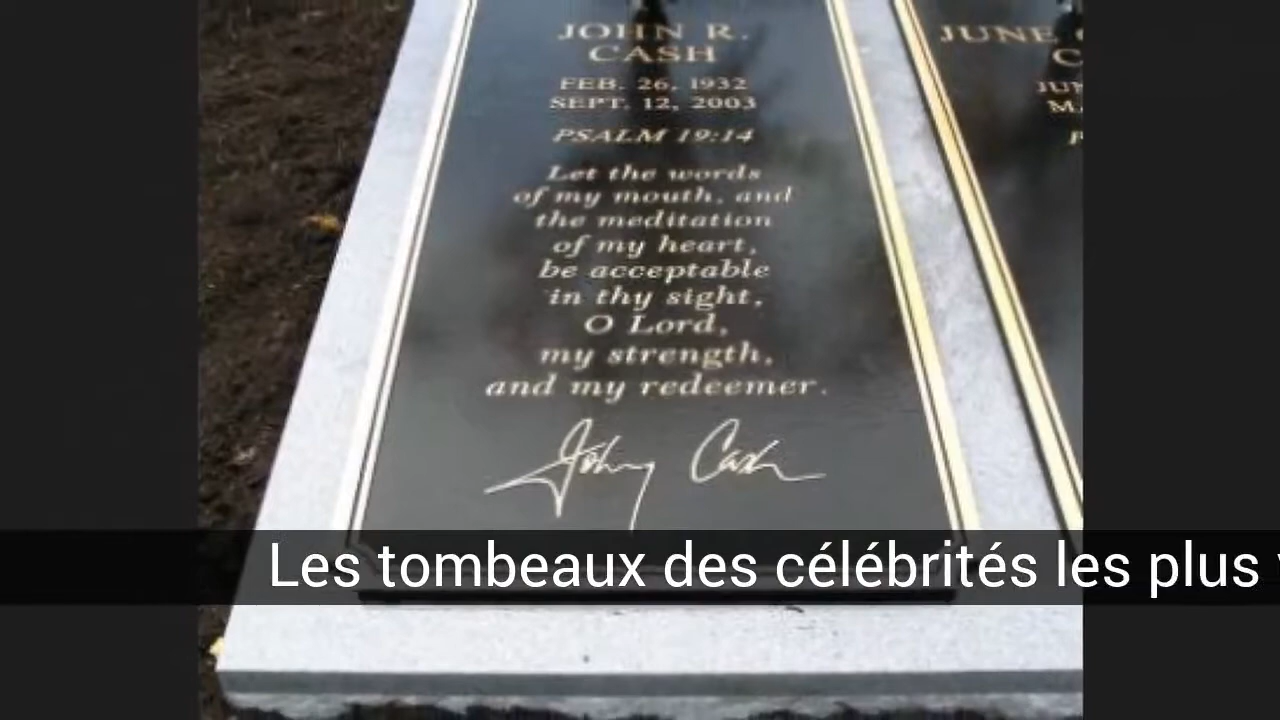 JOHN R.
CASH
FEB. 26, 1932
SEPT. 12, 2003
PSALM 19:14
Let the words
of my mouth, and
the meditation
of my heart,
be acceptable
in thy sight,
O Lord,
my strength,
and my redeemer.
Johnny Cash
JUNE
Les tombeaux des célébrités les plus